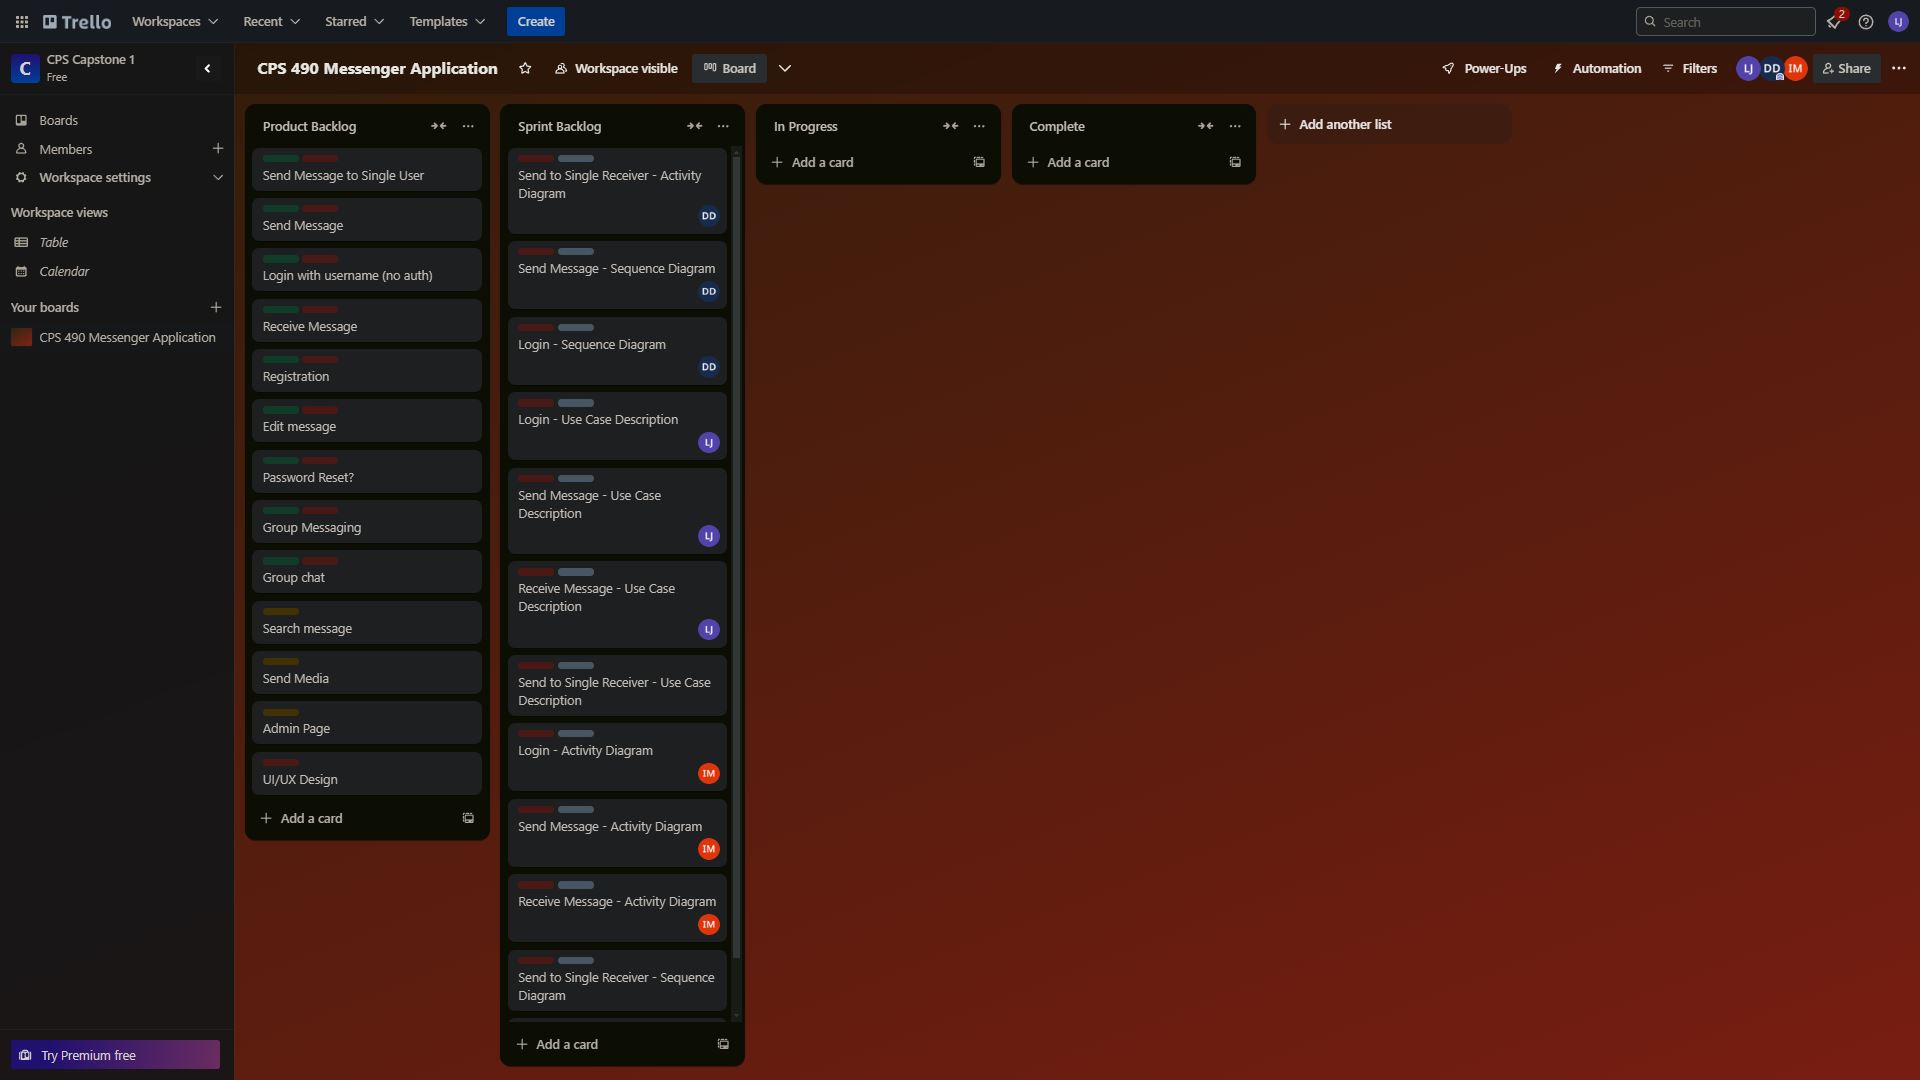 Trello
Workspaces
Recent
Starred
Templates
Create
Search
2
LJ
C
CPS Capstone 1
Free
CPS 490 Messenger Application
Workspace visible
Board
Power-Ups
Automation
Filters
LJ
DD
IM
Share
Boards
Members
Workspace settings
Workspace views
Table
Calendar
Your boards
CPS 490 Messenger Application
Try Premium free
Product Backlog
Send Message to Single User
Send Message
Login with username (no auth)
Receive Message
Registration
Edit message
Password Reset?
Group Messaging
Group chat
Search message
Send Media
Admin Page
UI/UX Design
Add a card
Sprint Backlog
Send to Single Receiver - Activity
Diagram
DD
Send Message - Sequence Diagram
DD
Login - Sequence Diagram
DD
Login - Use Case Description
LJ
Send Message - Use Case
Description
LJ
Receive Message - Use Case
Description
LJ
Send to Single Receiver - Use Case
Description
Login - Activity Diagram
IM
Send Message - Activity Diagram
IM
Receive Message - Activity Diagram
IM
Send to Single Receiver - Sequence
Diagram
Add a card
In Progress
Add a card
Complete
Add a card
Add another list